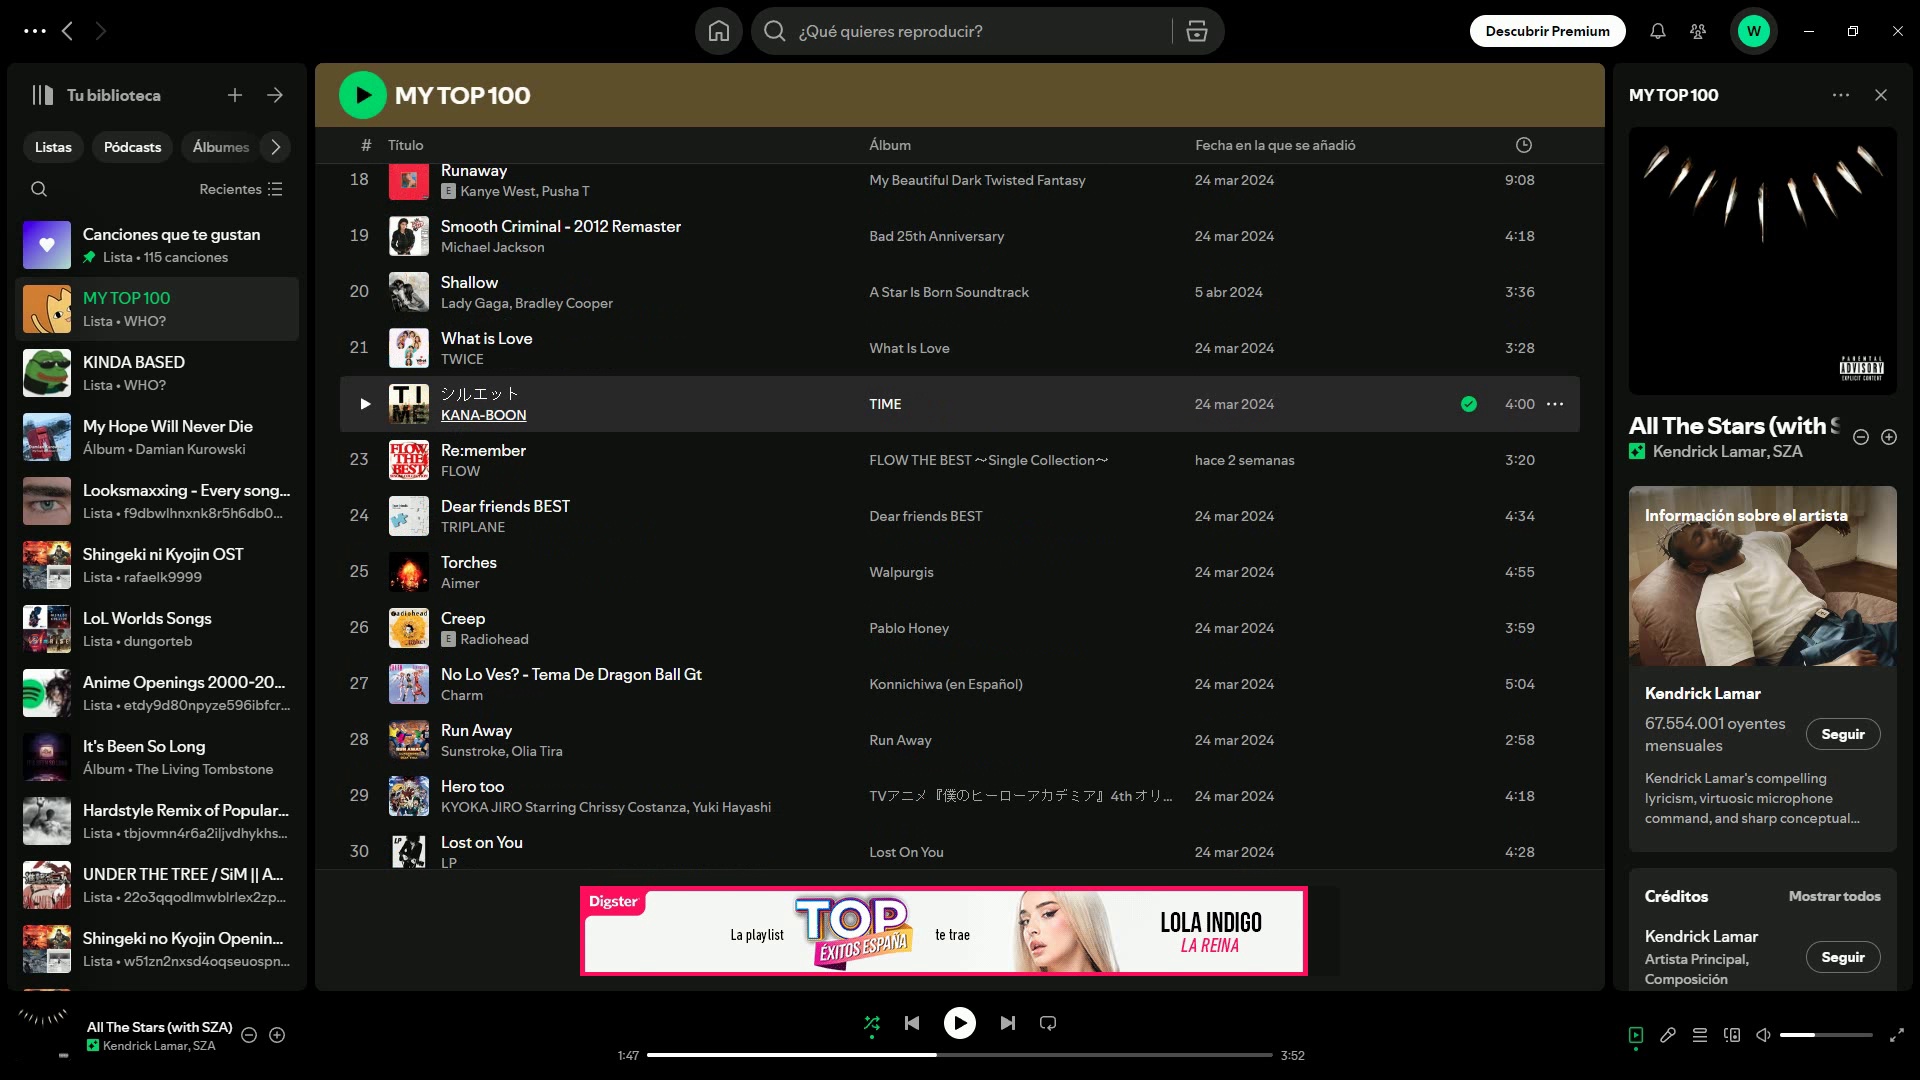 ¿Qué quieres reproducir?
Descubrir Premium
W
Tu biblioteca
Listas
Pódcasts
Álbumes
Recientes
Canciones que te gustan
Lista • 115 canciones
MY TOP 100
Lista • WHO?
KINDA BASED
Lista • WHO?
My Hope Will Never Die
Álbum • Damian Kurowski
Looksmaxxing - Every song...
Lista • f9dbwlhnxnk8r5h6db0...
Shingeki ni Kyojin OST
Lista • rafaelk9999
LoL Worlds Songs
Lista • dungorteb
Anime Openings 2000-20...
Lista • etdy9d80npyze596ibfcr...
It's Been So Long
Álbum • The Living Tombstone
Hardstyle Remix of Popular...
Lista • tbjovmn4r6a2iljvdhykhs...
UNDER THE TREE / SiM || A...
Lista • 22o3qqodlmwblrlex2zp...
Shingeki no Kyojin Openin...
Lista • w51zn2nxsd4oqseuospn...
MY TOP 100
# Título Álbum Fecha en la que se añadió
18 Runaway My Beautiful Dark Twisted Fantasy 24 mar 2024 9:08
E Kanye West, Pusha T
19 Smooth Criminal - 2012 Remaster Bad 25th Anniversary 24 mar 2024 4:18
Michael Jackson
20 Shallow A Star Is Born Soundtrack 5 abr 2024 3:36
Lady Gaga, Bradley Cooper
21 What is Love What Is Love 24 mar 2024 3:28
TWICE
TIME
シルエット TIME 24 mar 2024 4:00
KANA-BOON
FLOW THE BEST
23 Re:member FLOW THE BEST ～Single Collection～ hace 2 semanas 3:20
FLOW
24 Dear friends BEST Dear friends BEST 24 mar 2024 4:34
TRIPLANE
25 Torches Walpurgis 24 mar 2024 4:55
Aimer
Radiohead
26 Creep Pablo Honey 24 mar 2024 3:59
E Radiohead
27 No Lo Ves? - Tema De Dragon Ball Gt Konnichiwa (en Español) 24 mar 2024 5:04
Charm
28 Run Away Run Away 24 mar 2024 2:58
Sunstroke, Olia Tira
29 Hero too TVアニメ『僕のヒーローアカデミア』4th オリ... 24 mar 2024 4:18
KYOKA JIRO Starring Chrissy Costanza, Yuki Hayashi
30 Lost on You Lost On You 24 mar 2024 4:28
LP
Digster
La playlist
TOP
ÉXITOS ESPAÑA
te trae
LOLA INDIGO
LA REINA
MY TOP 100
PARENTAL
ADVISORY
EXPLICIT CONTENT
All The Stars (with S
Kendrick Lamar, SZA
Información sobre el artista
Kendrick Lamar
67.554.001 oyentes
mensuales
Seguir
Kendrick Lamar's compelling
lyricism, virtuosic microphone
command, and sharp conceptual...
Créditos
Mostrar todos
Kendrick Lamar
Artista Principal,
Composición
Seguir
All The Stars (with SZA)
Kendrick Lamar, SZA
1:47
3:52